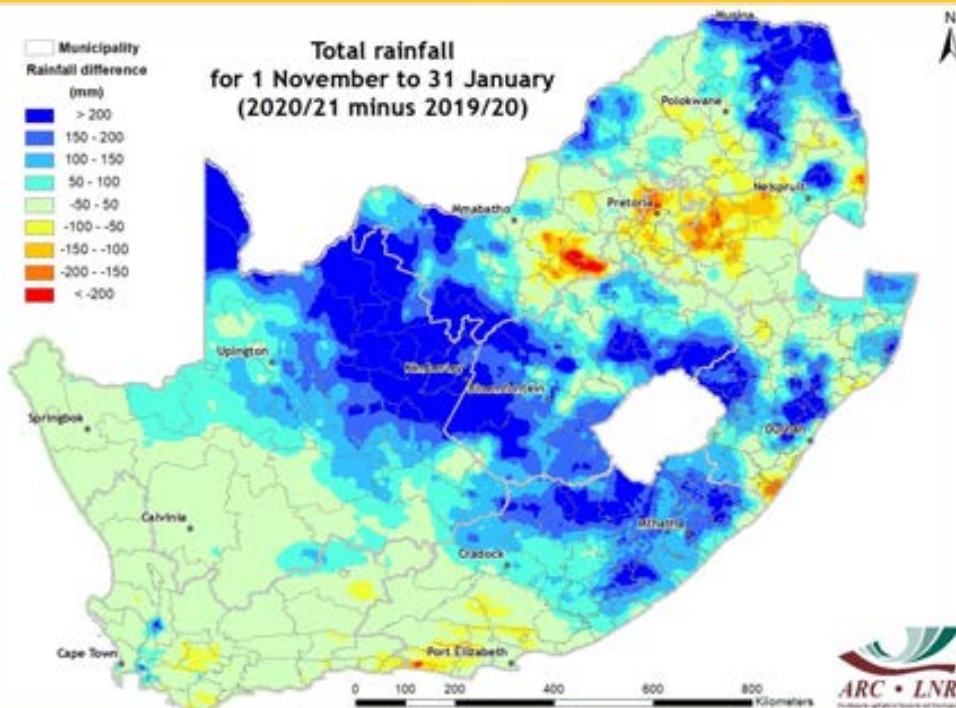 Total rainfall
for 1 November to 31 January
(2020/21 minus 2019/20)
Municipality
Rainfall difference
(mm)
> 200
150 - 200
100 - 150
50 - 100
-50 - 50
-100 - -50
-150 - -100
-200 - -150
< -200
N
Musina
Polokwane
Nelspruit
Pretoria
Mmabatho
Upington
Kimberley
Bloemfontein
Springbok
Durban
Calvinia
Mthatha
Cradock
Cape Town
Port Elizabeth
0 100 200 400 600 800
Kilometers
ARC • LNR